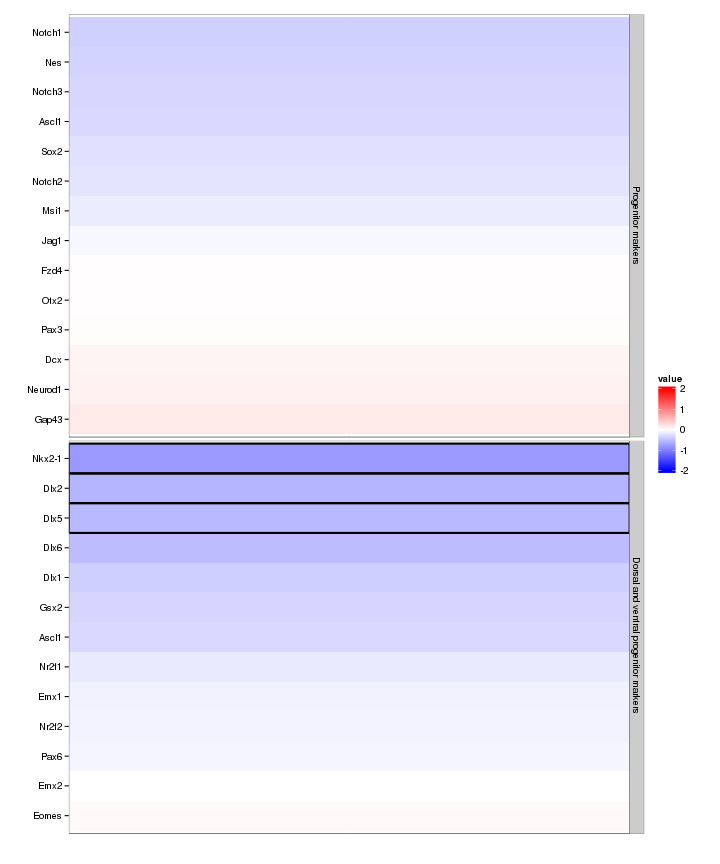 Notch1
Nes
Notch3
Ascl1
Sox2
Notch2
Msi1
Jag1
Fzd4
Otx2
Pax3
Dcx
Neurod1
Gap43
Progenitor markers
Nkx2-1
Dlx2
Dlx5
Dlx6
Dlx1
Gsx2
Ascl1
Nr2f1
Emx1
Nr2f2
Pax6
Emx2
Eomes
Dorsal and ventral progenitor markers
value
2
1
0
-1
-2